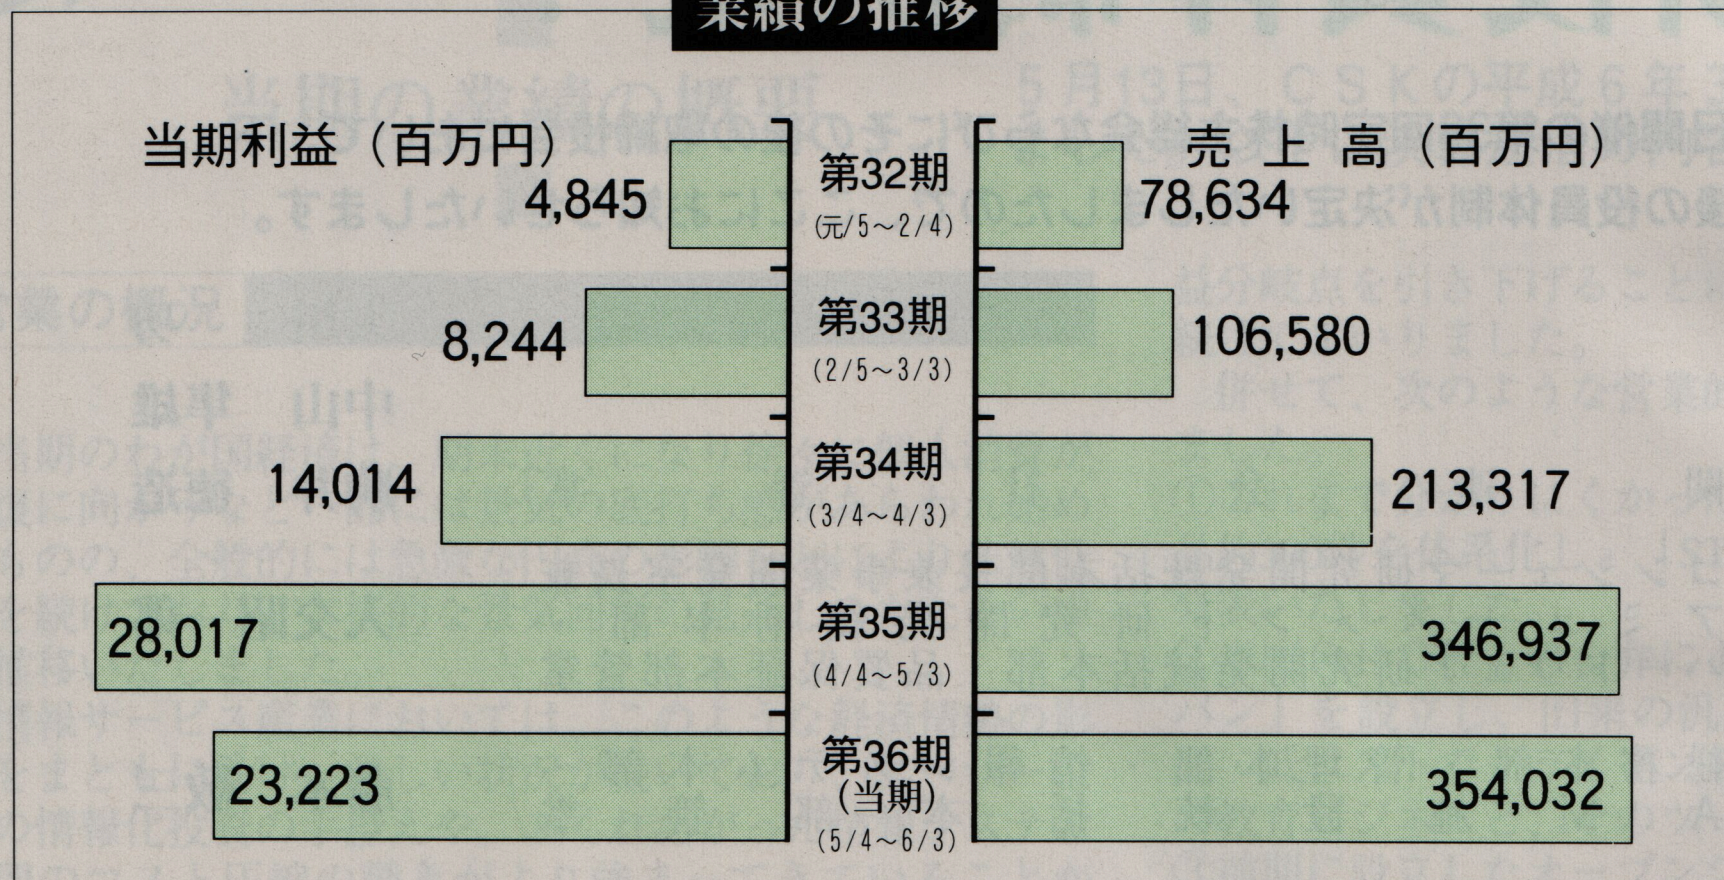 業績の推移
当期利益（百万円）
売上高（百万円）
4,845
第32期
(元/5～2/4)
78,634
8,244
第33期
(2/5～3/3)
106,580
14,014
第34期
(3/4～4/3)
213,317
28,017
第35期
(4/4～5/3)
346,937
23,223
第36期
(当期)
(5/4～6/3)
354,032